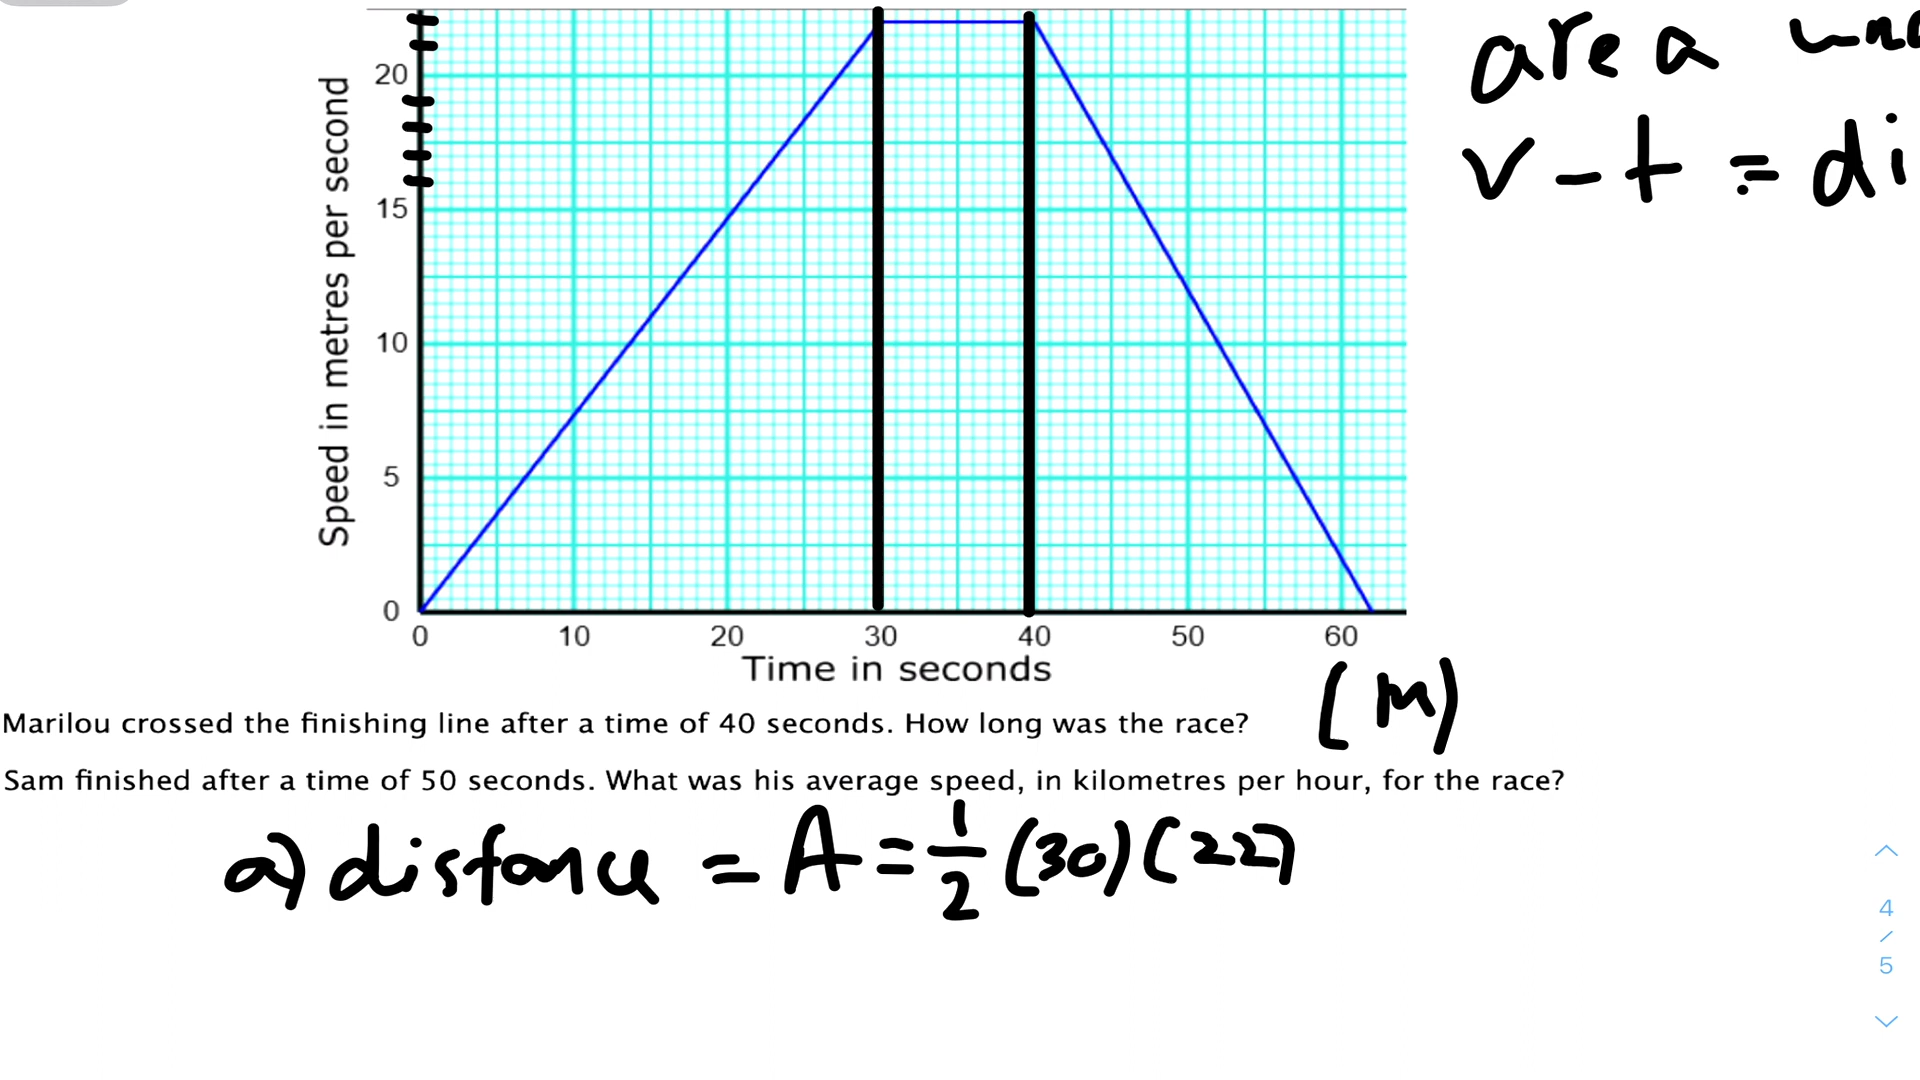 area
v - t = di
20
15
10
5
0
Speed in metres per second
0 10 20 30 40 50 60
Time in seconds
(m)
Marilou crossed the finishing line after a time of 40 seconds. How long was the race?
Sam finished after a time of 50 seconds. What was his average speed, in kilometres per hour, for the race?
a) distance = A = 1/2 (30)(22)
4
/
5